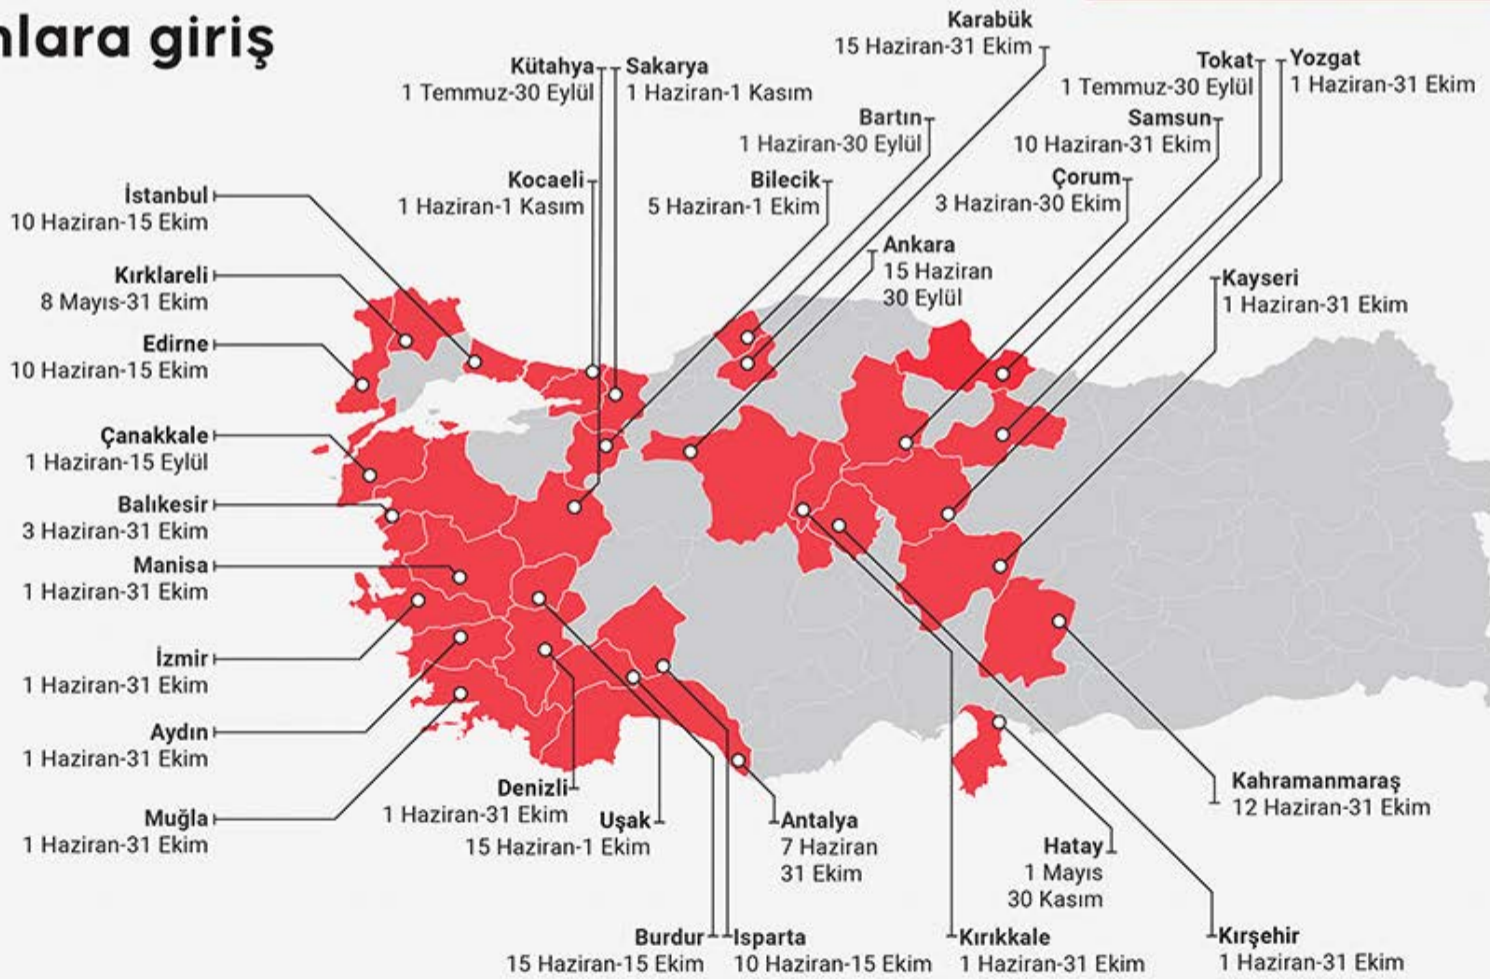 nlara giriş
Karabük
15 Haziran-31 Ekim
Kütahya
1 Temmuz-30 Eylül
Sakarya
1 Haziran-1 Kasım
Tokat
1 Temmuz-30 Eylül
Yozgat
1 Haziran-31 Ekim
Bartın
1 Haziran-30 Eylül
Samsun
10 Haziran-31 Ekim
Kocaeli
1 Haziran-1 Kasım
Bilecik
5 Haziran-1 Ekim
Çorum
3 Haziran-30 Ekim
İstanbul
10 Haziran-15 Ekim
Ankara
15 Haziran
30 Eylül
Kırklareli
8 Mayıs-31 Ekim
Kayseri
1 Haziran-31 Ekim
Edirne
10 Haziran-15 Ekim
Çanakkale
1 Haziran-15 Eylül
Balıkesir
3 Haziran-31 Ekim
Manisa
1 Haziran-31 Ekim
İzmir
1 Haziran-31 Ekim
Aydın
1 Haziran-31 Ekim
Muğla
1 Haziran-31 Ekim
Denizli
1 Haziran-31 Ekim
Uşak
15 Haziran-1 Ekim
Antalya
7 Haziran
31 Ekim
Kahramanmaraş
12 Haziran-31 Ekim
Hatay
1 Mayıs
30 Kasım
Burdur
15 Haziran-15 Ekim
Isparta
10 Haziran-15 Ekim
Kırıkkale
1 Haziran-31 Ekim
Kırşehir
1 Haziran-31 Ekim